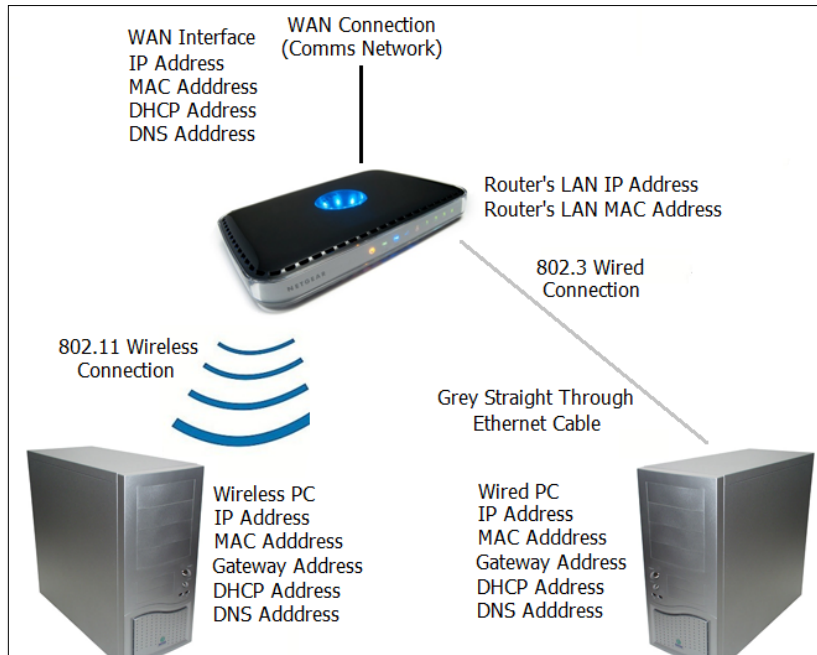 WAN Connection
(Comms Network)
WAN Interface
IP Address
MAC Adddress
DHCP Address
DNS Adddress
Router's LAN IP Address
Router's LAN MAC Address
NETGEAR
802.3 Wired
Connection
802.11 Wireless
Connection
Grey Straight Through
Ethernet Cable
Wireless PC
IP Address
MAC Adddress
Gateway Address
DHCP Address
DNS Adddress
Wired PC
IP Address
MAC Adddress
Gateway Address
DHCP Address
DNS Adddress